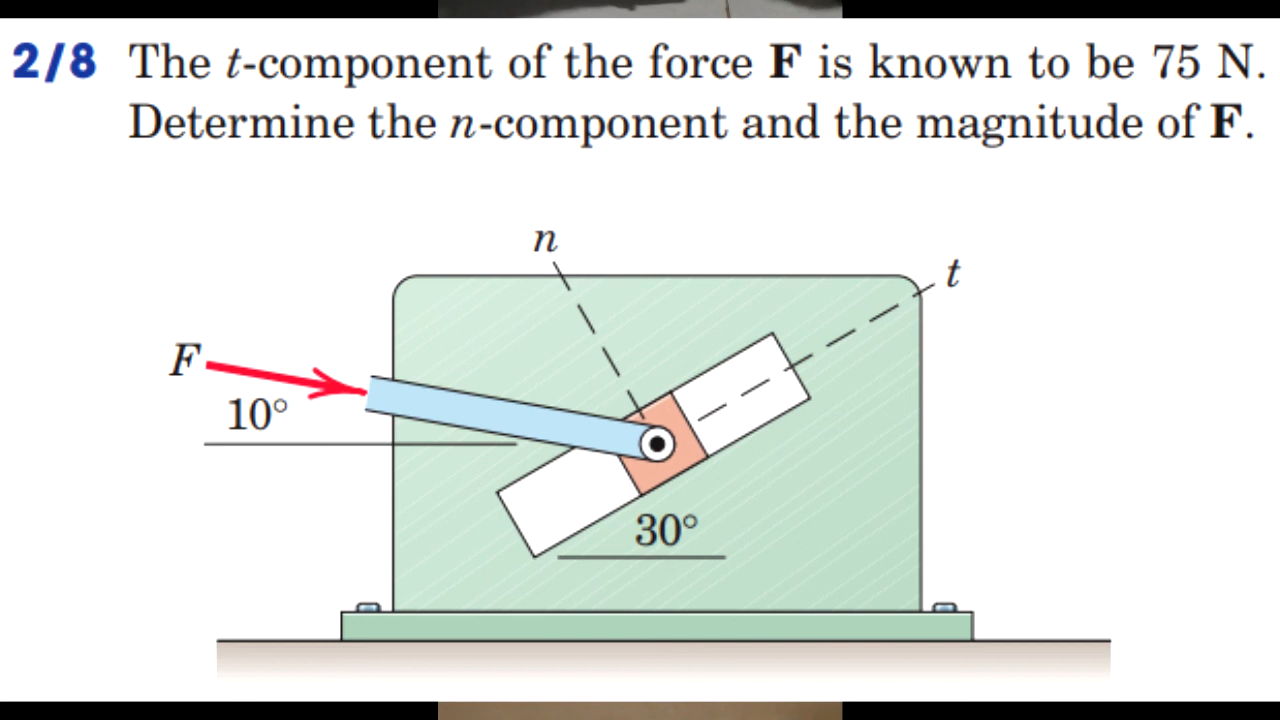 2/8 The t-component of the force F is known to be 75 N.
Determine the n-component and the magnitude of F.
n
t
F
10°
30°